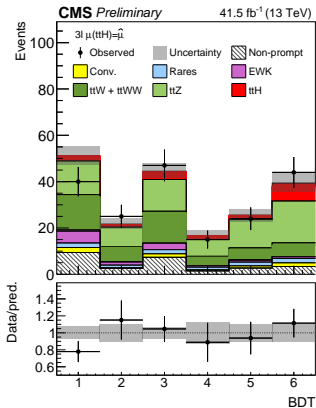 CMS Preliminary 41.5 fb⁻¹ (13 TeV)
3l μ(ttH)=μ̂
Observed Uncertainty Non-prompt
Conv. Rares EWK
ttW + ttWW ttZ ttH
Events
100
80
60
40
20
0
Data/pred.
1.4
1.2
1
0.8
0.6
1 2 3 4 5 6
BDT